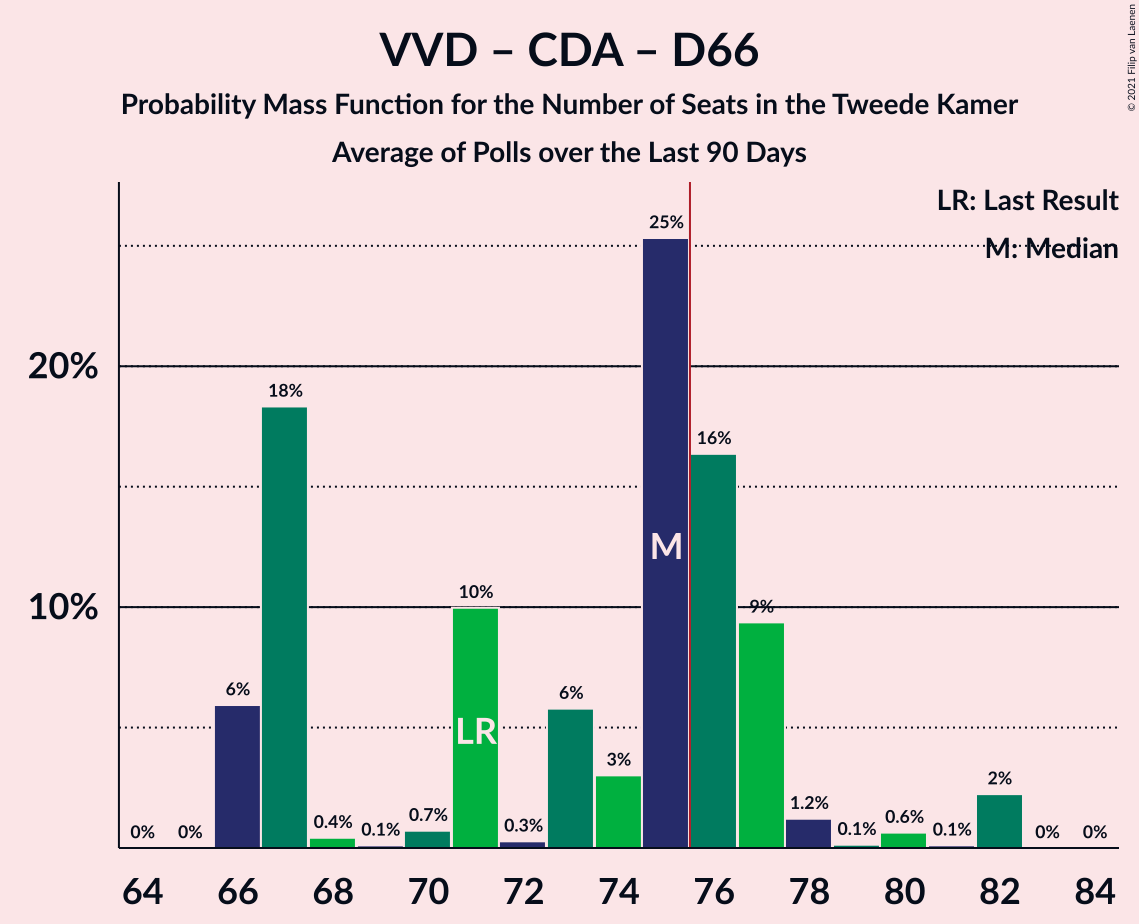 VVD – CDA – D66
Probability Mass Function for the Number of Seats in the Tweede Kamer
Average of Polls over the Last 90 Days
© 2021 Filip van Laenen
LR: Last Result
M: Median
20%
10%
0%
0%
6%
18%
0.4%
0.1%
0.7%
10%
0.3%
6%
3%
25%
16%
9%
1.2%
0.1%
0.6%
0.1%
2%
0%
0%
LR
M
64 66 68 70 72 74 76 78 80 82 84